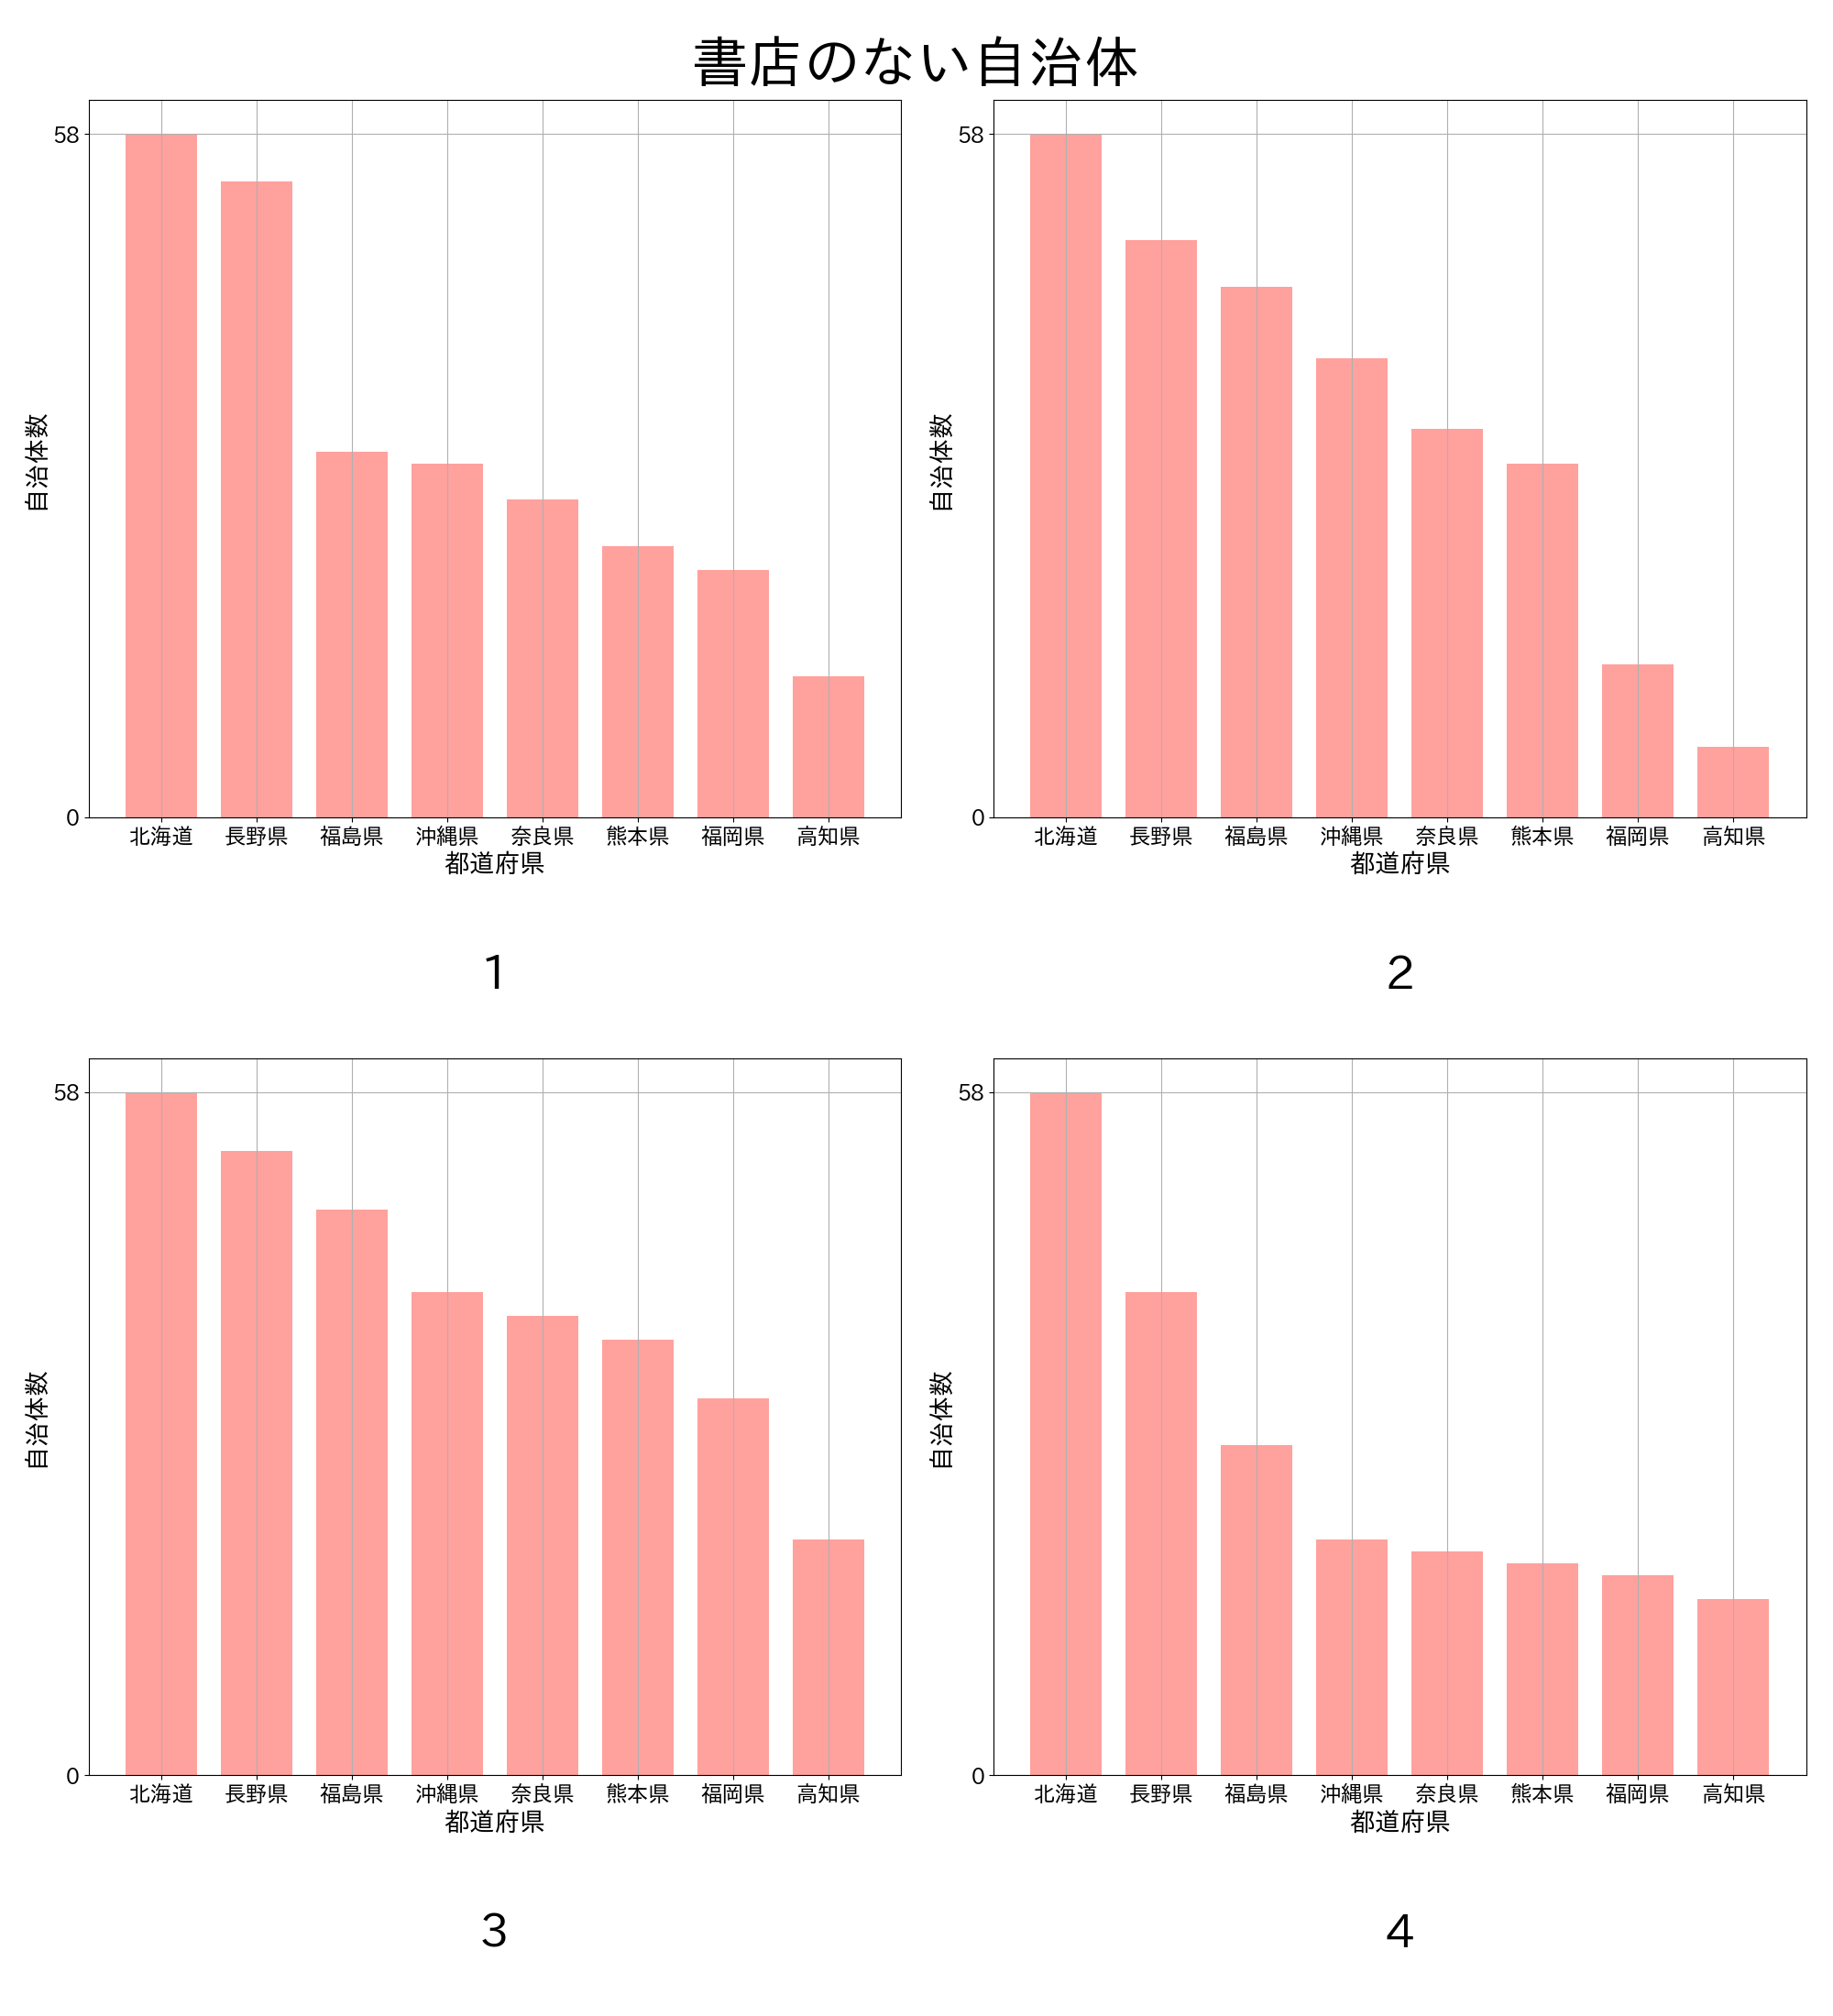 書店のない自治体
58
0
自治体数
北海道 長野県 福島県 沖縄県 奈良県 熊本県 福岡県 高知県
都道府県
1
58
0
自治体数
北海道 長野県 福島県 沖縄県 奈良県 熊本県 福岡県 高知県
都道府県
2
58
0
自治体数
北海道 長野県 福島県 沖縄県 奈良県 熊本県 福岡県 高知県
都道府県
3
58
0
自治体数
北海道 長野県 福島県 沖縄県 奈良県 熊本県 福岡県 高知県
都道府県
4